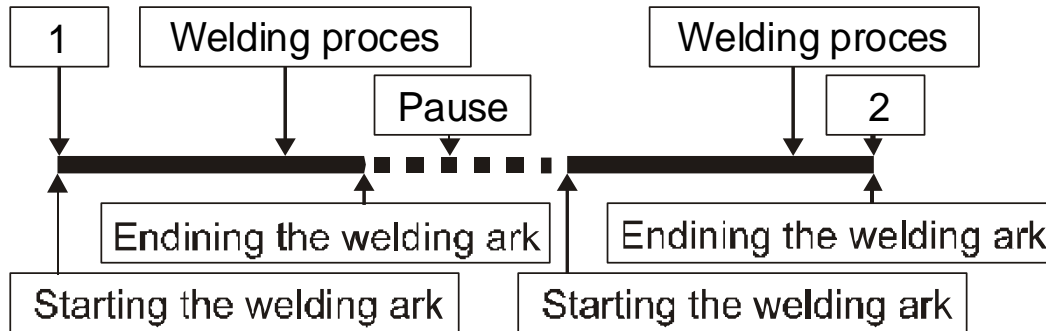 1
Welding proces
Welding proces
Pause
2
Endining the welding ark
Endining the welding ark
Starting the welding ark
Starting the welding ark